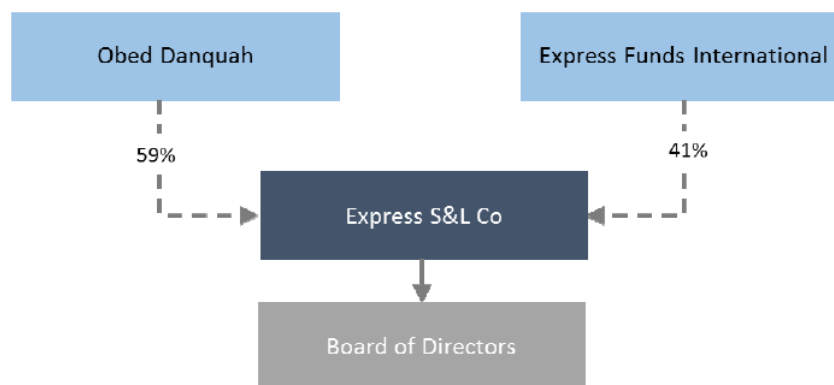 Obed Danquah
Express Funds International
59%
41%
Express S&L Co
Board of Directors